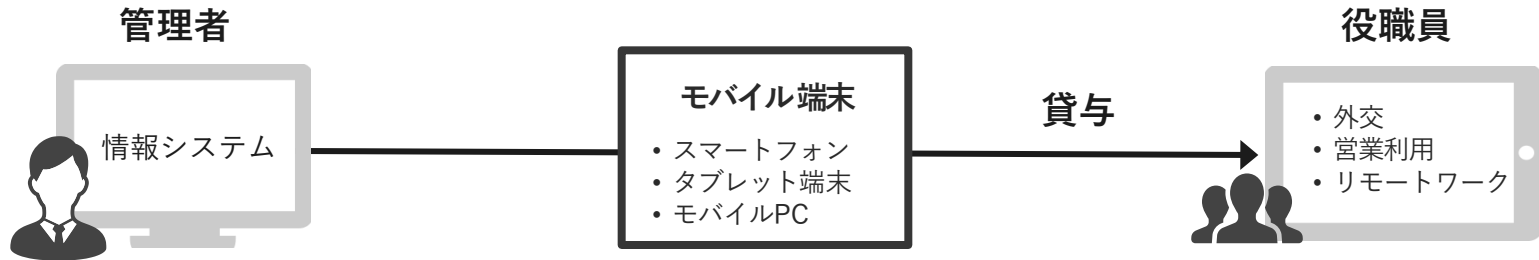 管理者
情報システム
モバイル端末
• スマートフォン
• タブレット端末
• モバイルPC
貸与
役職員
• 外交
• 営業利用
• リモートワーク